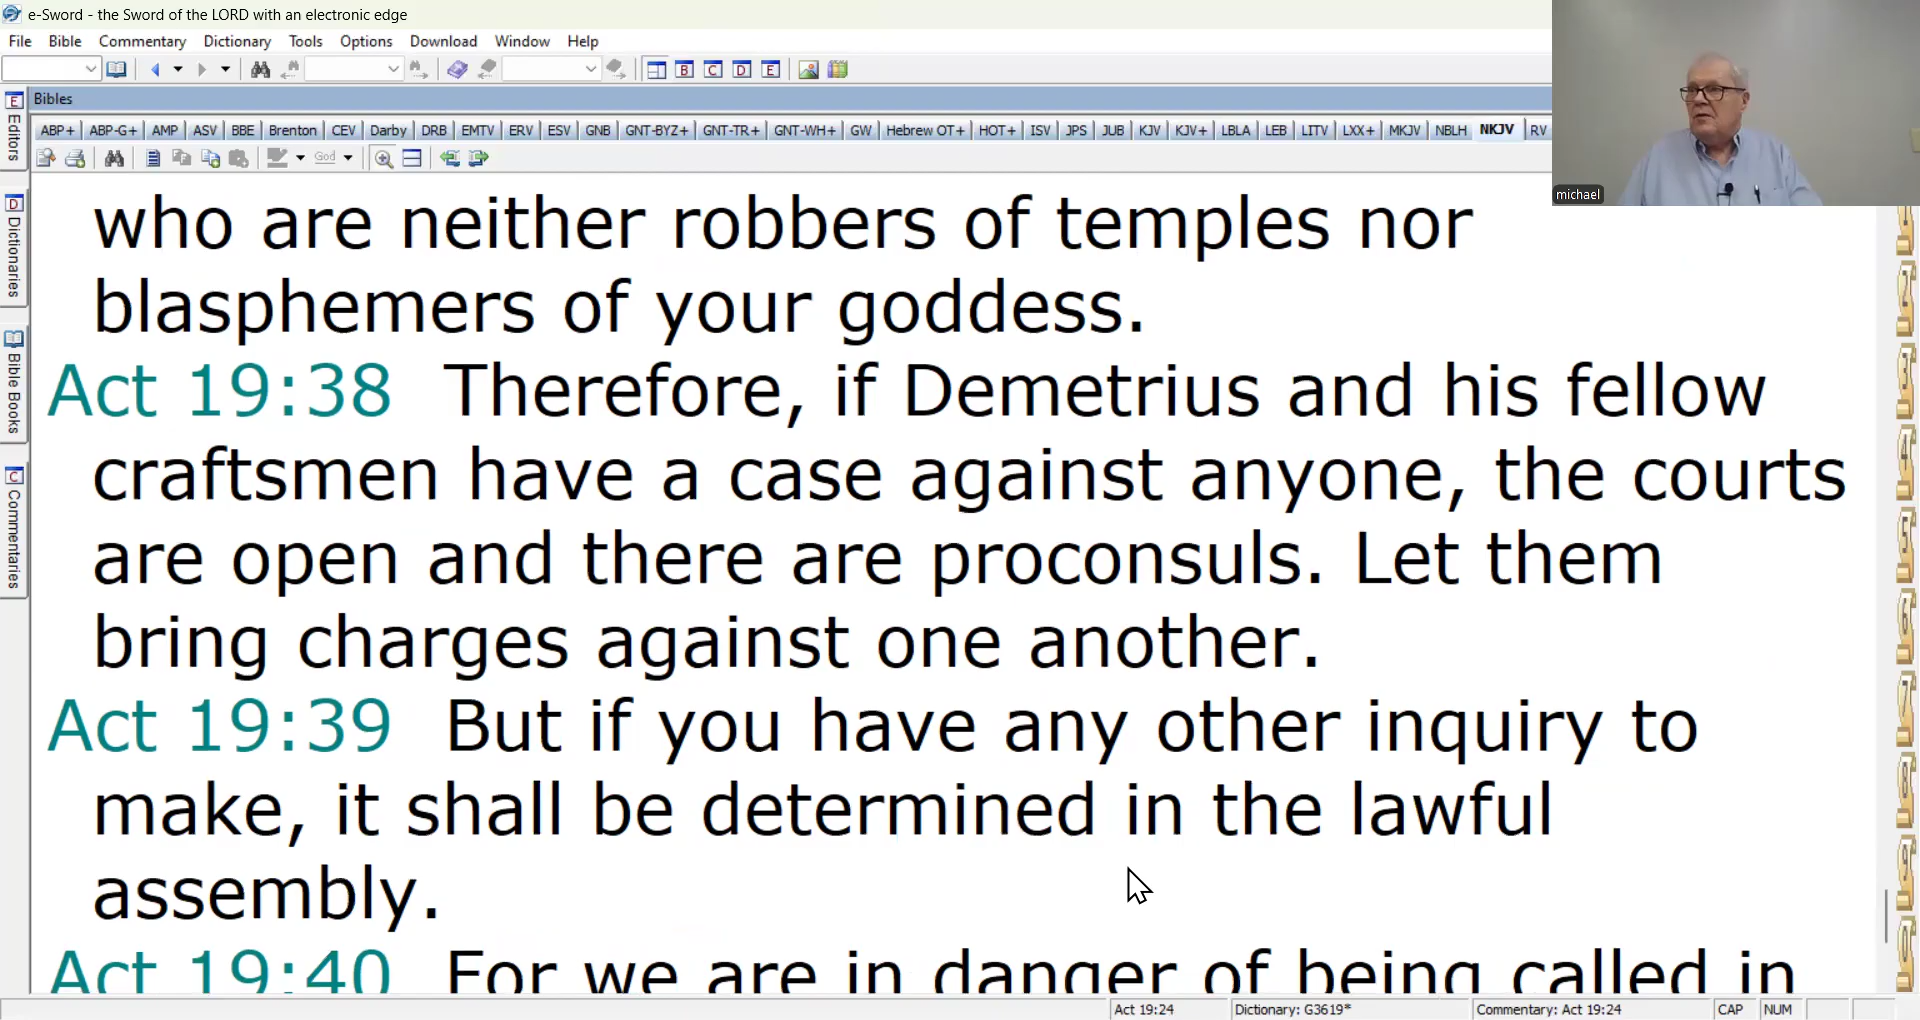 e-Sword - the Sword of the LORD with an electronic edge
File Bible Commentary Dictionary Tools Options Download Window Help
B C D E
Bibles
ABP+ ABP-G+ AMP ASV BBE Brenton CEV Darby DRB EMTV ERV ESV GNB GNT-BYZ+ GNT-TR+ GNT-WH+ GW Hebrew OT+ HOT+ ISV JPS JUB KJV KJV+ LBLA LEB LITV LXX+ MKJV NBLH NKJV RV
God
E Editors
D Dictionaries
Bible Books
C Commentaries
michael
who are neither robbers of temples nor
blasphemers of your goddess.
Act 19:38 Therefore, if Demetrius and his fellow
craftsmen have a case against anyone, the courts
are open and there are proconsuls. Let them
bring charges against one another.
Act 19:39 But if you have any other inquiry to
make, it shall be determined in the lawful
assembly.
Act 19:40 For we are in danger of being called in
Act 19:24 Dictionary: G3619* Commentary: Act 19:24 CAP NUM